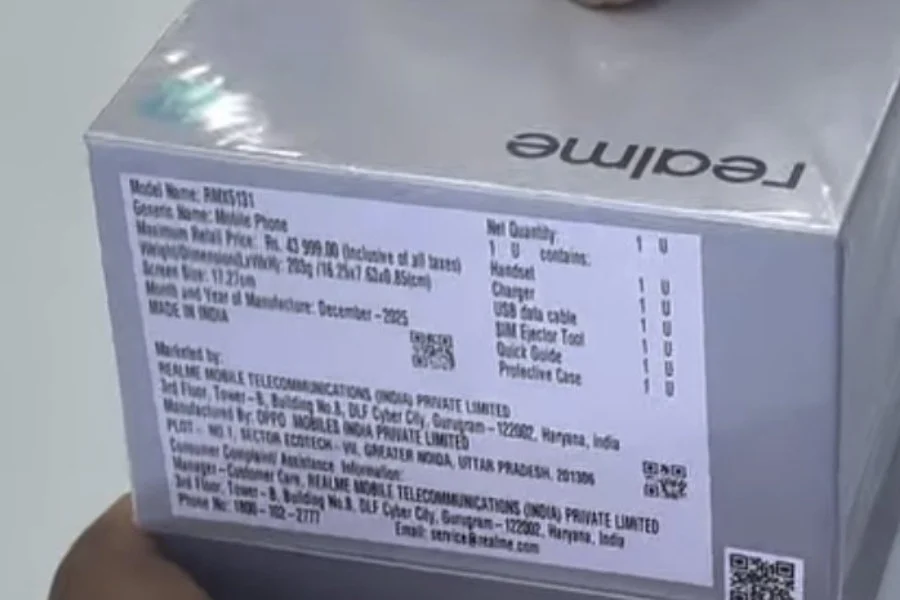 realme
Model Name: RMX5131
Generic Name: Mobile Phone
Maximum Retail Price: Rs. 43 999.00 (Inclusive of all taxes)
Weight/Dimension(LxWxH): 203g /16.25x7.63x0.85(cm)
Screen Size: 17.27cm
Month and Year of Manufacture: December-2025
MADE IN INDIA
Net Quantity: 1 U
1 U contains:
Handset 1 U
Charger 1 U
USB data cable 1 U
SIM Ejector Tool 1 U
Quick Guide 1 U
Protective Case 1 U
Marketed by:
REALME MOBILE TELECOMMUNICATIONS (INDIA) PRIVATE LIMITED
3rd Floor, Tower-B, Building No.8, DLF Cyber City, Gurugram-122002, Haryana, India
Manufactured By: OPPO MOBILES INDIA PRIVATE LIMITED
PLOT- NO.1, SECTOR ECOTECH-VII, GREATER NOIDA, UTTAR PRADESH, 201306
Consumer Complaint/ Assistance Information:
Manager-Customer Care, REALME MOBILE TELECOMMUNICATIONS (INDIA) PRIVATE LIMITED
3rd Floor, Tower-B, Building No.8, DLF Cyber City, Gurugram-122002, Haryana, India
Phone No: 1800-102-2777
Email: service@realme.com